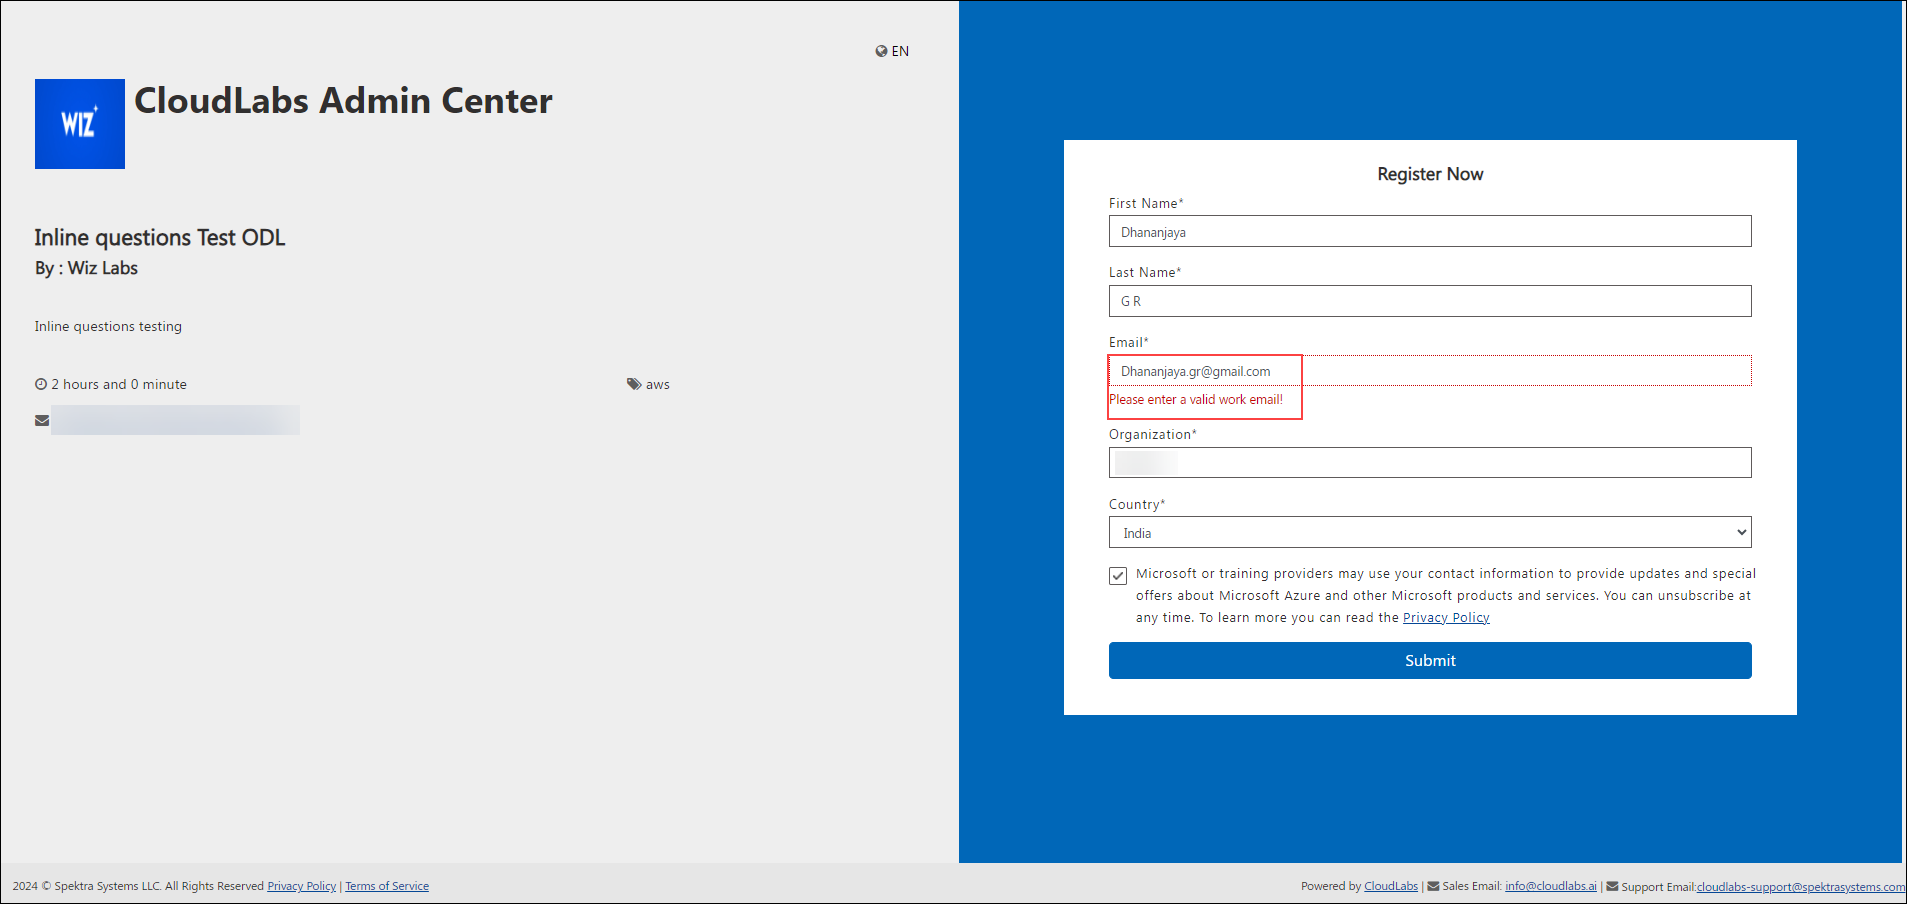 EN
WIZ
CloudLabs Admin Center
Inline questions Test ODL
By : Wiz Labs
Inline questions testing
2 hours and 0 minute
aws
Register Now
First Name*
Dhananjaya
Last Name*
G R
Email*
Dhananjaya.gr@gmail.com
Please enter a valid work email!
Organization*
Country*
India
Microsoft or training providers may use your contact information to provide updates and special
offers about Microsoft Azure and other Microsoft products and services. You can unsubscribe at
any time. To learn more you can read the Privacy Policy
Submit
2024 © Spektra Systems LLC. All Rights Reserved Privacy Policy | Terms of Service
Powered by CloudLabs | Sales Email: info@cloudlabs.ai | Support Email:cloudlabs-support@spektrasystems.com